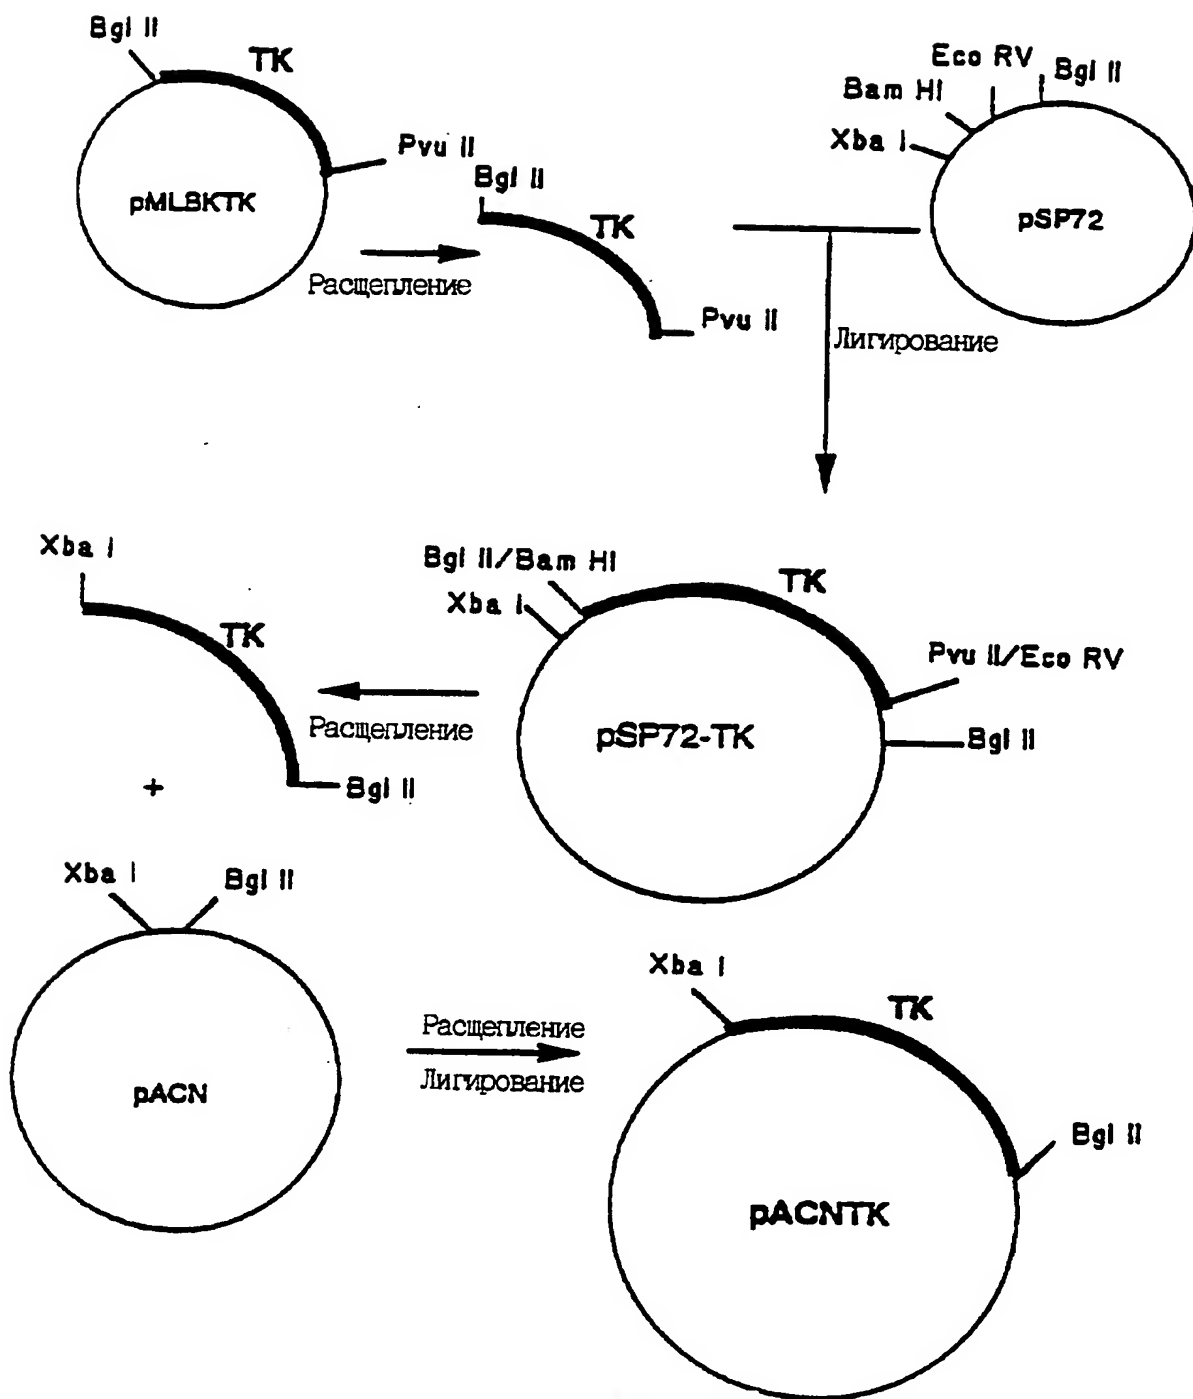 Bgl II
TK
Pvu II
pMLBKTK
Расщепление
Bgl II
TK
Pvu II
Eco RV
Bgl II
Bam HI
Xba I
pSP72
Лигирование
Xba I
TK
Bgl II
Расщепление
Bgl II/Bam HI
TK
Xba I
Pvu II/Eco RV
pSP72-TK
Bgl II
+
Xba I
Bgl II
pACN
Расщепление
Лигирование
Xba I
TK
Bgl II
pACNTK